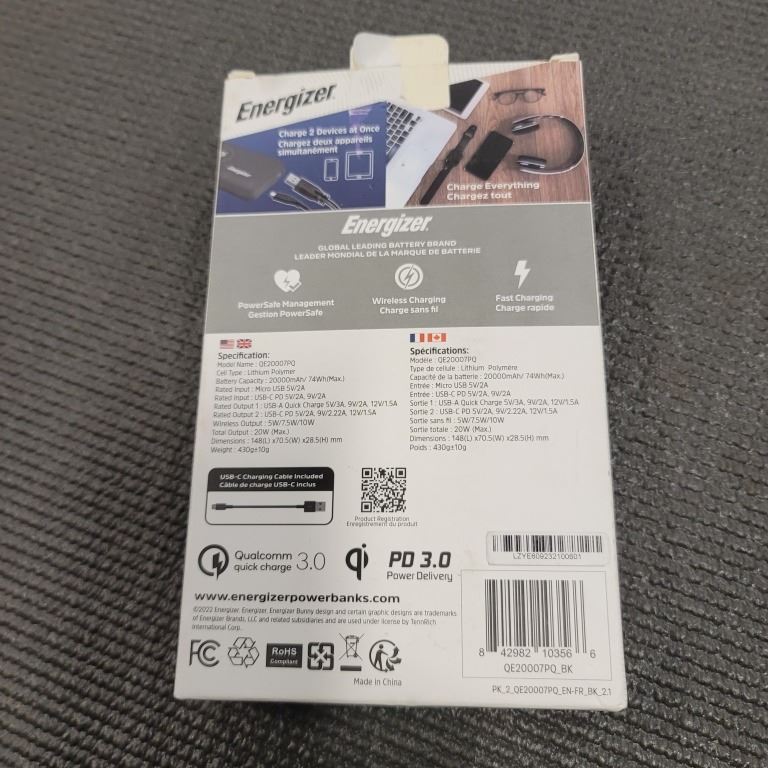 Energizer
Charge 2 Devices at Once
Chargez deux appareils
simultanément
Energizer
Charge Everything
Chargez tout
Energizer
GLOBAL LEADING BATTERY BRAND
LEADER MONDIAL DE LA MARQUE DE BATTERIE
PowerSafe Management
Gestion PowerSafe
Wireless Charging
Charge sans fil
Fast Charging
Charge rapide
Specification:
Model Name : QE20007PQ
Cell Type : Lithium Polymer
Battery Capacity : 20000mAh/ 74Wh(Max.)
Rated Input : Micro USB 5V/2A
Rated Input : USB-C PD 5V/2A, 9V/2A
Rated Output 1 : USB-A Quick Charge 5V/3A, 9V/2A, 12V/1.5A
Rated Output 2 : USB-C PD 5V/2A, 9V/2.22A, 12V/1.5A
Wireless Output : 5W/7.5W/10W
Total Output : 20W (Max.)
Dimensions : 148(L) x70.5(W) x28.5(H) mm
Weight : 430g±10g
Spécifications:
Modèle : QE20007PQ
Type de cellule : Lithium Polymère
Capacité de la batterie : 20000mAh/ 74Wh(Max.)
Entrée : Micro USB 5V/2A
Entrée : USB-C PD 5V/2A, 9V/2A
Sortie 1 : USB-A Quick Charge 5V/3A, 9V/2A, 12V/1.5A
Sortie 2 : USB-C PD 5V/2A, 9V/2.22A, 12V/1.5A
Sortie sans fil : 5W/7.5W/10W
Sortie totale : 20W (Max.)
Dimensions : 148(L) x70.5(W) x28.5(H) mm
Poids : 430g±10g
USB-C Charging Cable Included
Câble de charge USB-C inclus
Product Registration
Enregistrement du produit
Qualcomm
quick charge 3.0
qi
PD 3.0
Power Delivery
LZYE609232100601
www.energizerpowerbanks.com
©2022 Energizer. Energizer, Energizer Bunny design and certain graphic designs are trademarks
of Energizer Brands, LLC and related subsidiaries and are used under license by TennRich
International Corp.
FC
RoHS
Compliant
Made in China
8 42982 10356 6
QE20007PQ_BK
PK_2_QE20007PQ_EN-FR_BK_2.1